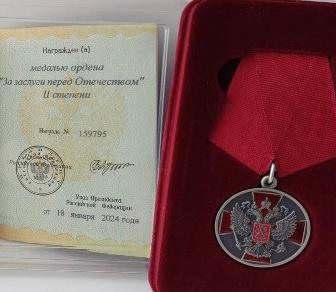 Награжден (а)
медалью ордена
"За заслуги перед Отечеством"
II степени
Награда № 159795
Указ Президента
Российской Федерации
от 18 января 2024 года